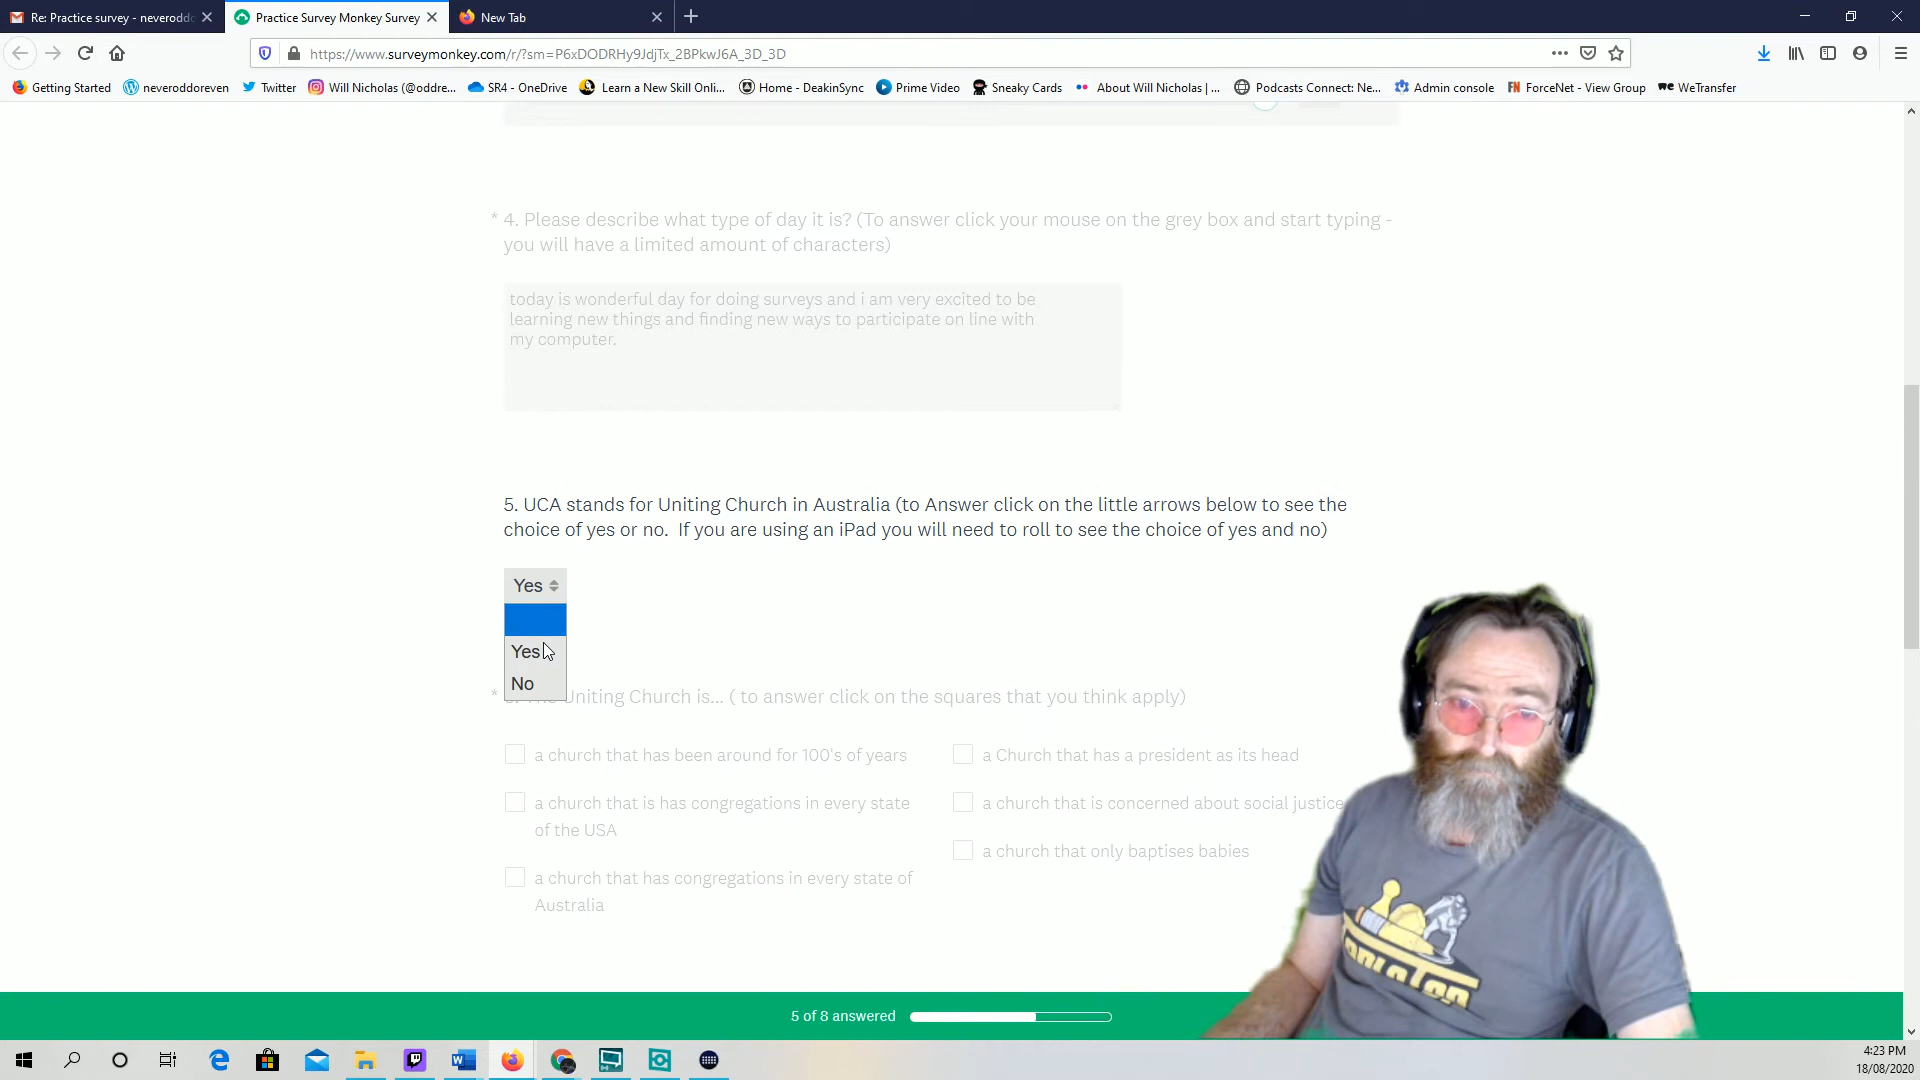 Re: Practice survey - neveroddc
Practice Survey Monkey Survey
New Tab
https://www.surveymonkey.com/r/?sm=P6xDODRHy9JdjTx_2BPkwJ6A_3D_3D
Getting Started
neveroddoreven
Twitter
Will Nicholas (@oddre...
SR4 - OneDrive
Learn a New Skill Onli...
Home - DeakinSync
Prime Video
Sneaky Cards
About Will Nicholas | ...
Podcasts Connect: Ne...
Admin console
ForceNet - View Group
WeTransfer
* 4. Please describe what type of day it is? (To answer click your mouse on the grey box and start typing -
you will have a limited amount of characters)
today is wonderful day for doing surveys and i am very excited to be
learning new things and finding new ways to participate on line with
my computer.
5. UCA stands for Uniting Church in Australia (to Answer click on the little arrows below to see the
choice of yes or no. If you are using an iPad you will need to roll to see the choice of yes and no)
Yes
Yes
No
* Uniting Church is... ( to answer click on the squares that you think apply)
a church that has been around for 100's of years
a church that is has congregations in every state
of the USA
a church that has congregations in every state of
Australia
a Church that has a president as its head
a church that is concerned about social justice
a church that only baptises babies
5 of 8 answered
4:23 PM
18/08/2020